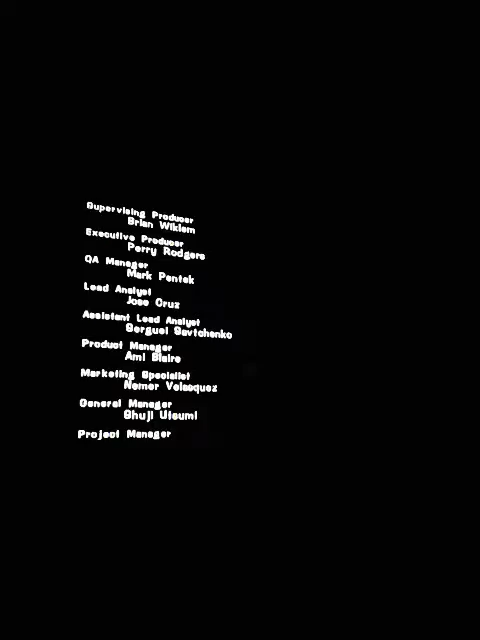 Supervising Producer
Brian Wiklem
Executive Producer
Perry Rodgers
QA Manager
Mark Pentek
Lead Analyst
Jose Cruz
Assistant Lead Analyst
Serguei Savtchenko
Product Manager
Ami Blaire
Marketing Specialist
Nemer Velasquez
General Manager
Shuji Utsumi
Project Manager